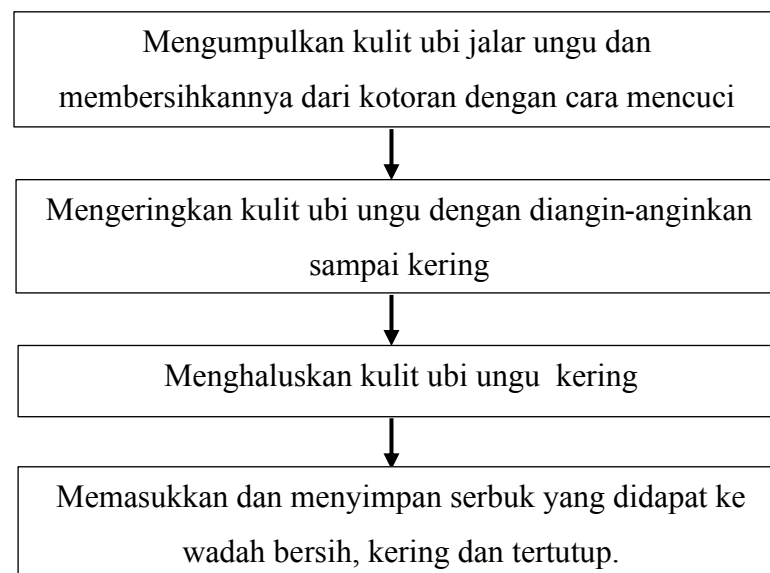 Mengumpulkan kulit ubi jalar ungu dan
membersihkannya dari kotoran dengan cara mencuci
Mengeringkan kulit ubi ungu dengan diangin-anginkan
sampai kering
Menghaluskan kulit ubi ungu  kering
Memasukkan dan menyimpan serbuk yang didapat ke
wadah bersih, kering dan tertutup.